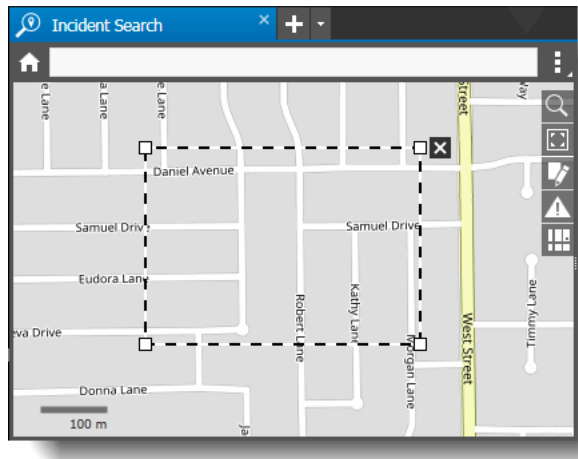 Incident Search
Street
Way
e Lane
a Lane
e Lane
Daniel Avenue
Samuel Driv
Samuel Drive
Eudora Lane
Robert Lane
Kathy Lane
Timmy Lane
eva Drive
West Street
Morgan Lane
Donna Lane
100 m
Ja